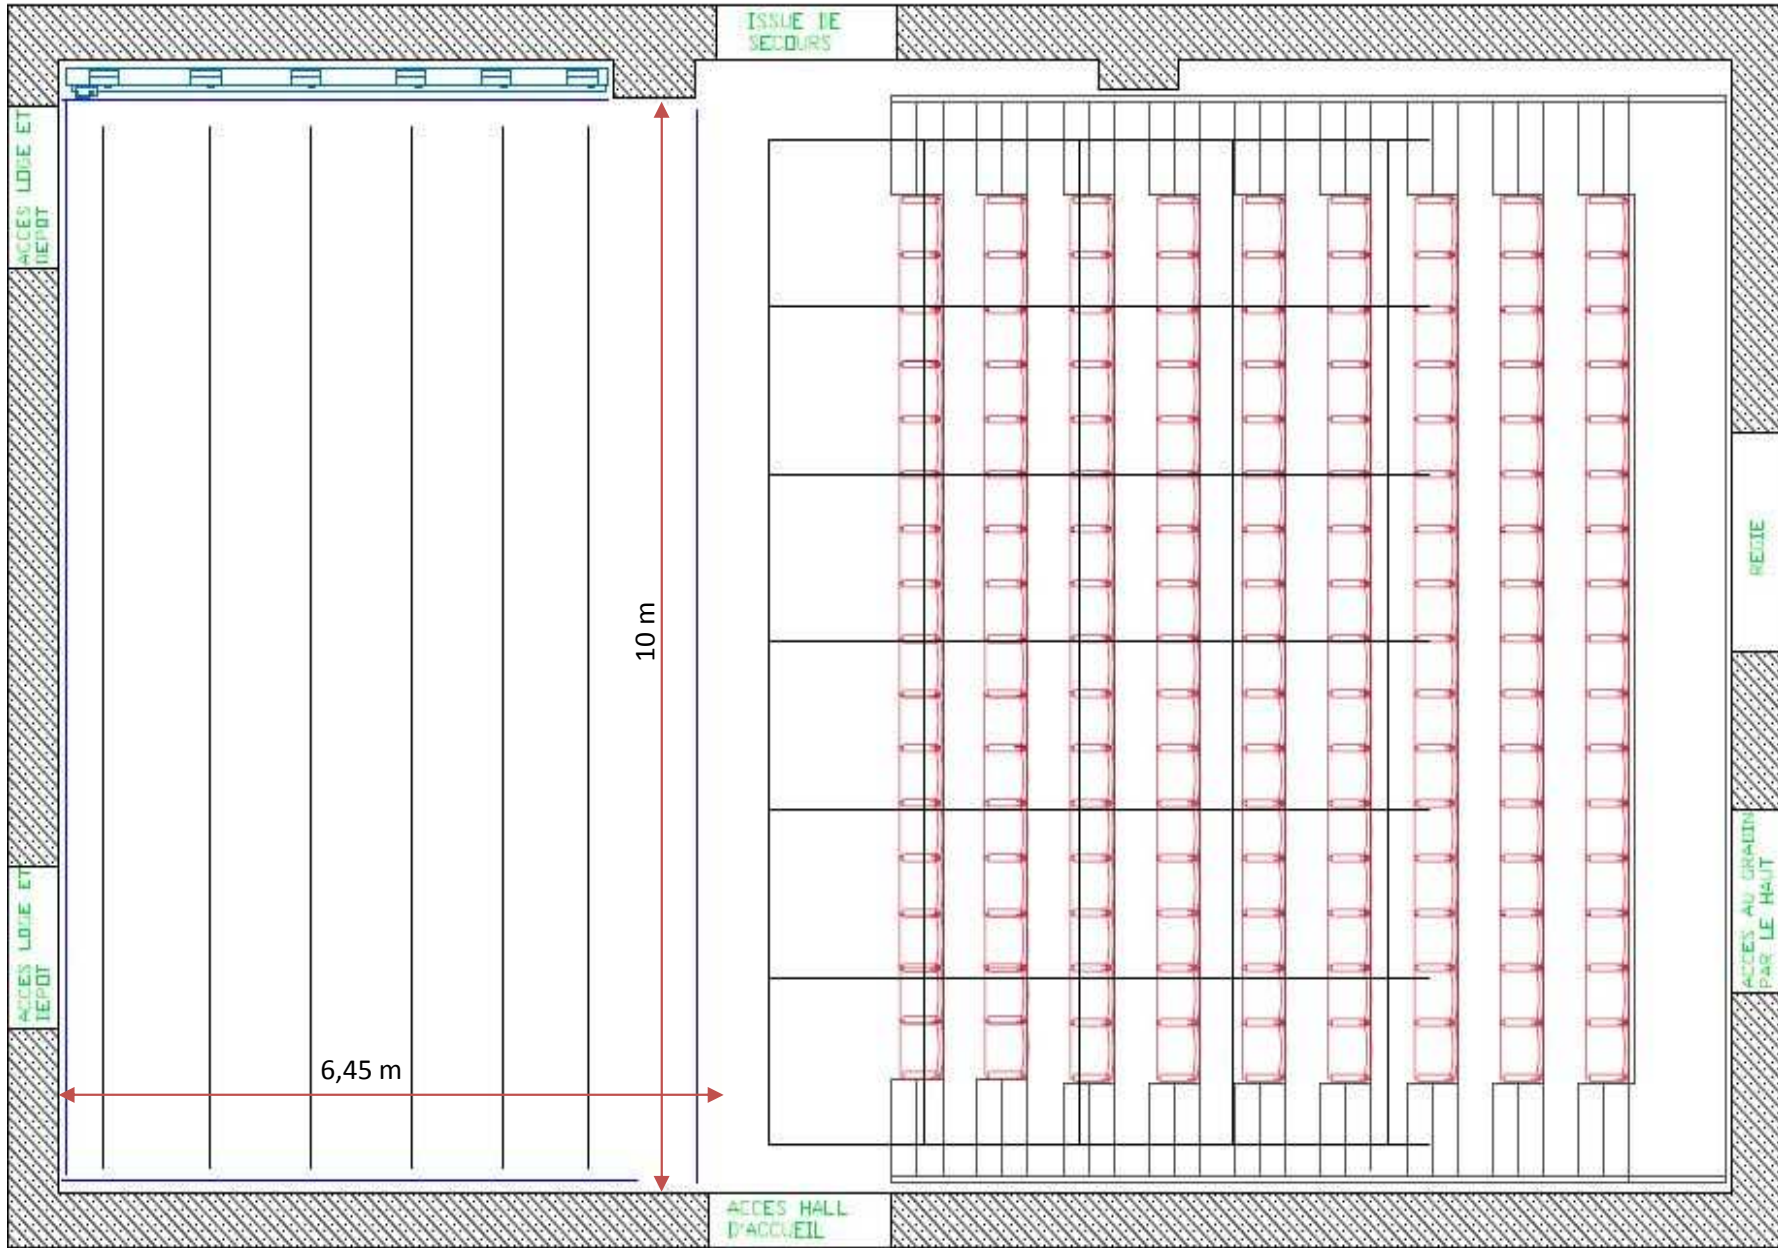 ISSUE DE
SECOURS
ACCES LOGE ET
DEPOT
10 m
REGIE
6,45 m
ACCES LOGE ET
DEPOT
ACCES AU GRADIN
PAR LE HAUT
ACCES HALL
D'ACCUEIL